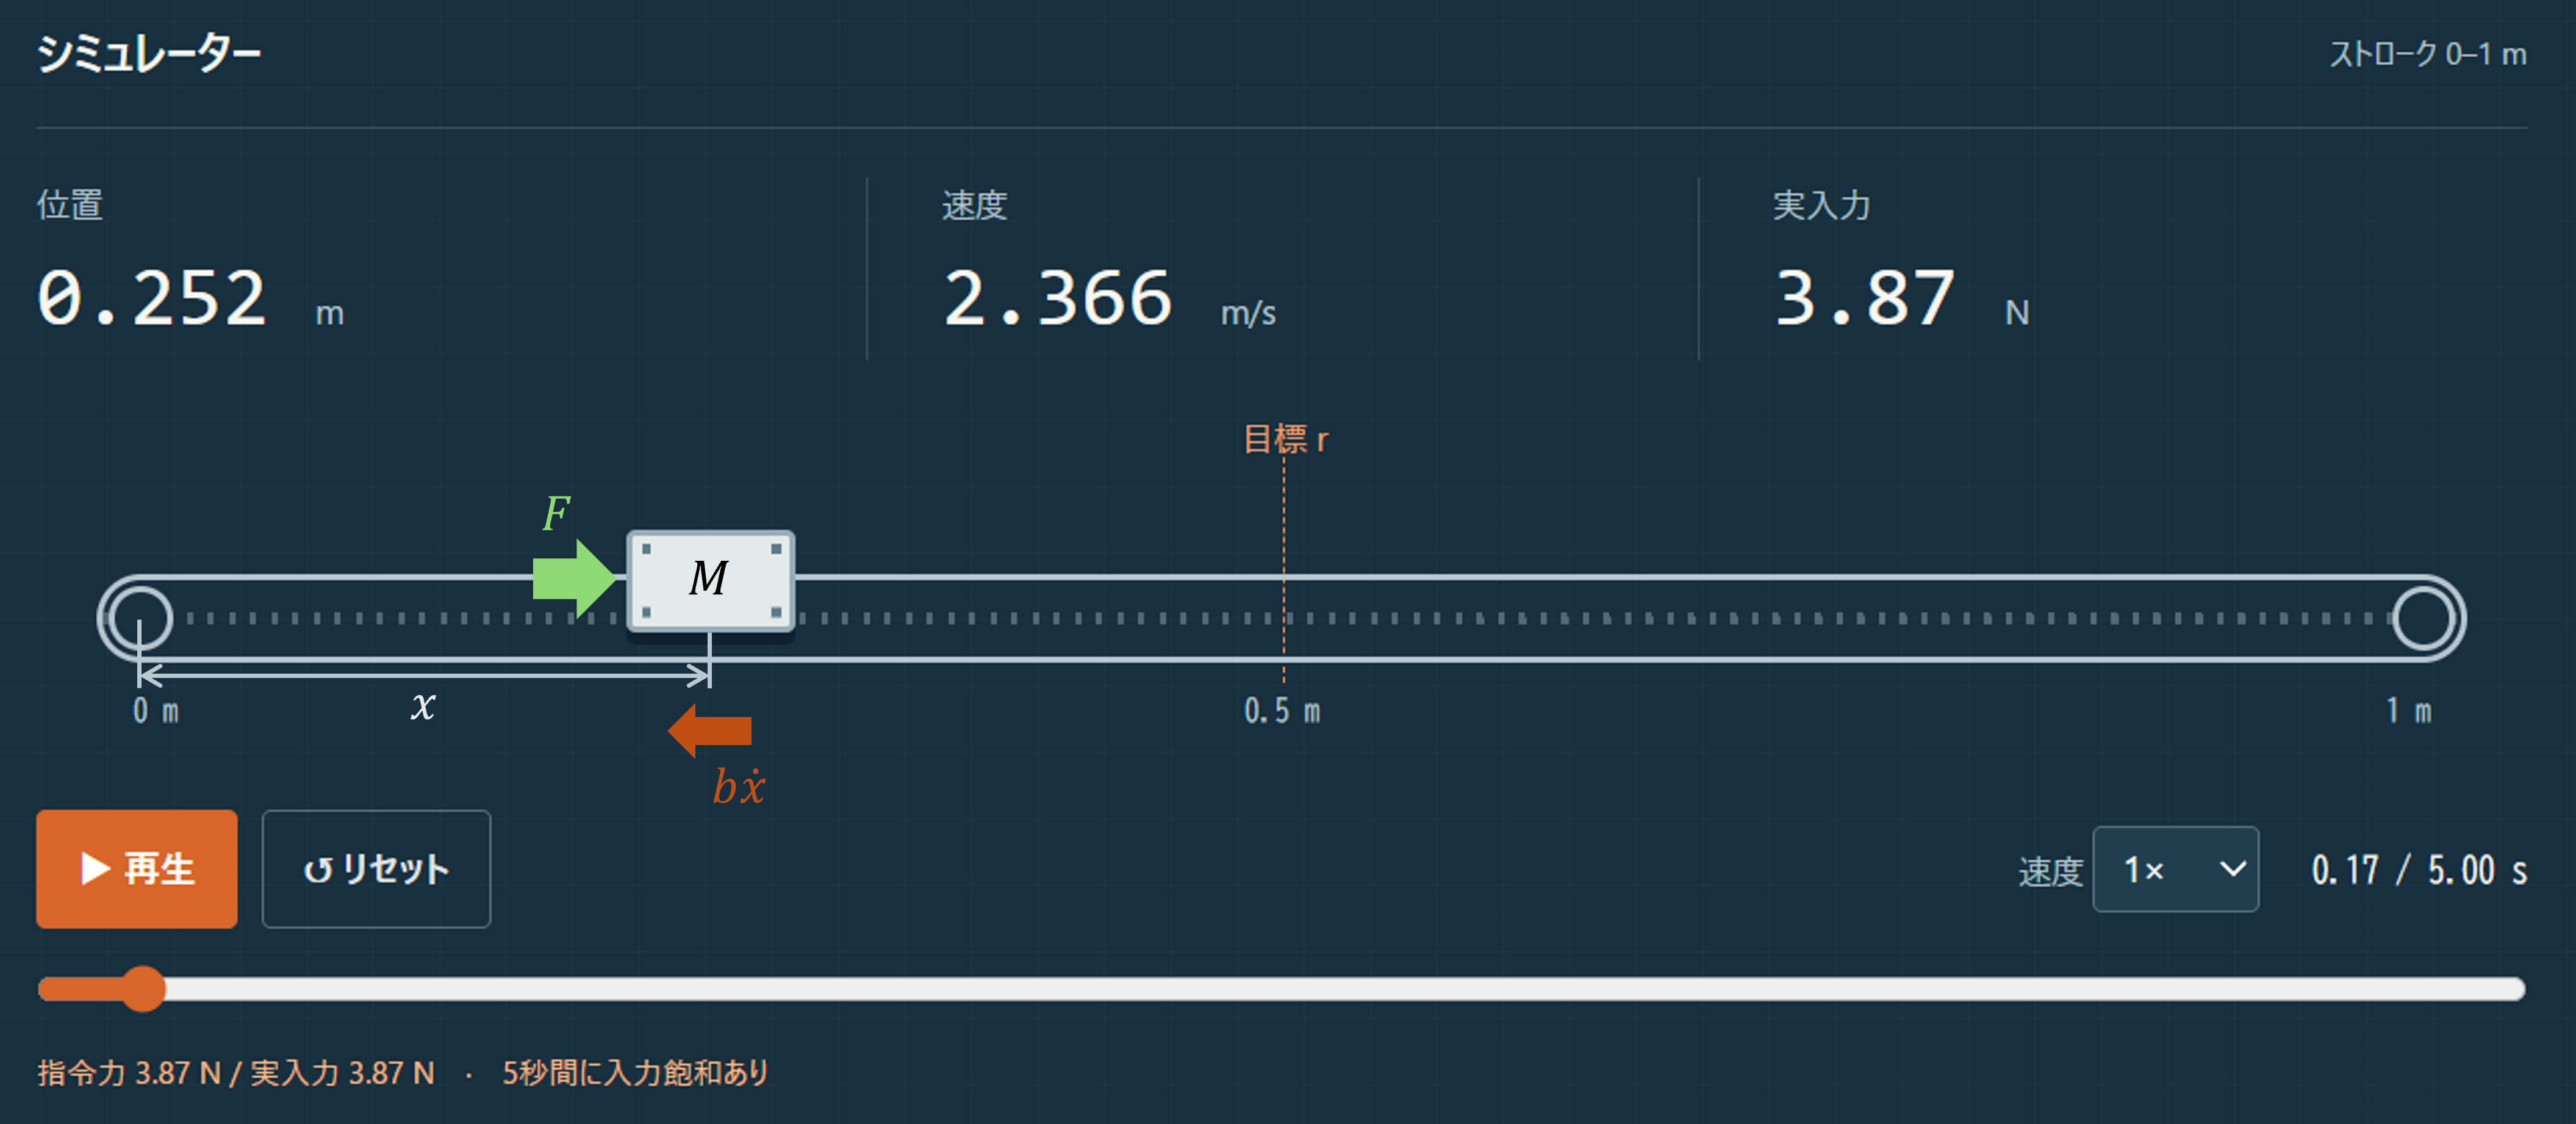 シミュレーター
ストローク 0–1 m
位置
速度
実入力
0.252 m
2.366 m/s
3.87 N
目標 r
F
M
x
0 m
0.5 m
1 m
bẋ
▶ 再生
↺ リセット
速度 1×
0.17 / 5.00 s
指令力 3.87 N / 実入力 3.87 N · 5秒間に入力飽和あり